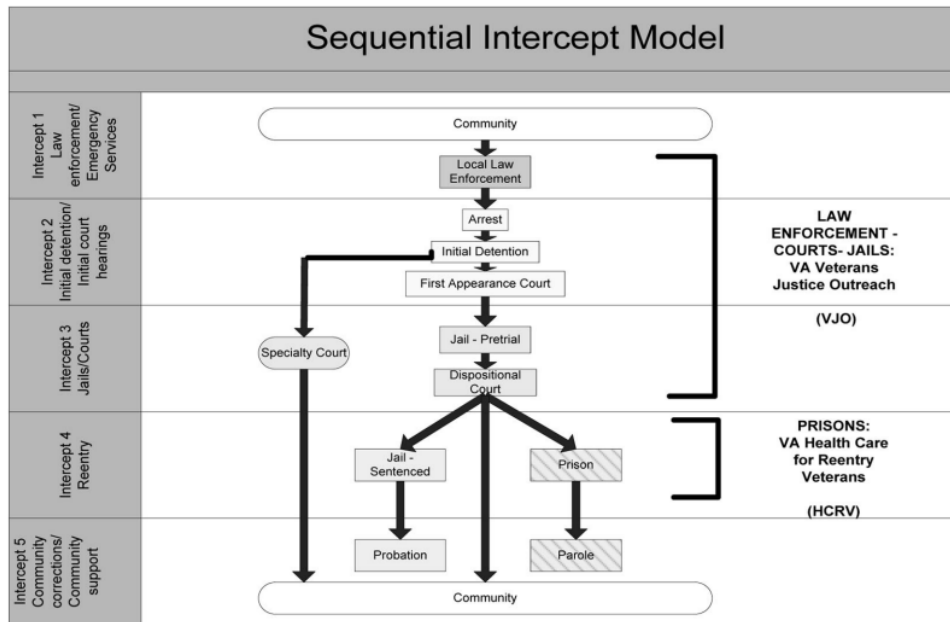 Sequential Intercept Model
Intercept 1
Law
enforcement/
Emergency
Services
Community
Local Law
Enforcement
Intercept 2
Initial detention/
Initial court
hearings
Arrest
Initial Detention
First Appearance Court
LAW
ENFORCEMENT -
COURTS- JAILS:
VA Veterans
Justice Outreach
(VJO)
Intercept 3
Jails/Courts
Specialty Court
Jail - Pretrial
Dispositional
Court
Intercept 4
Reentry
Jail -
Sentenced
Prison
PRISONS:
VA Health Care
for Reentry
Veterans
(HCRV)
Intercept 5
Community
corrections/
Community
support
Probation
Parole
Community